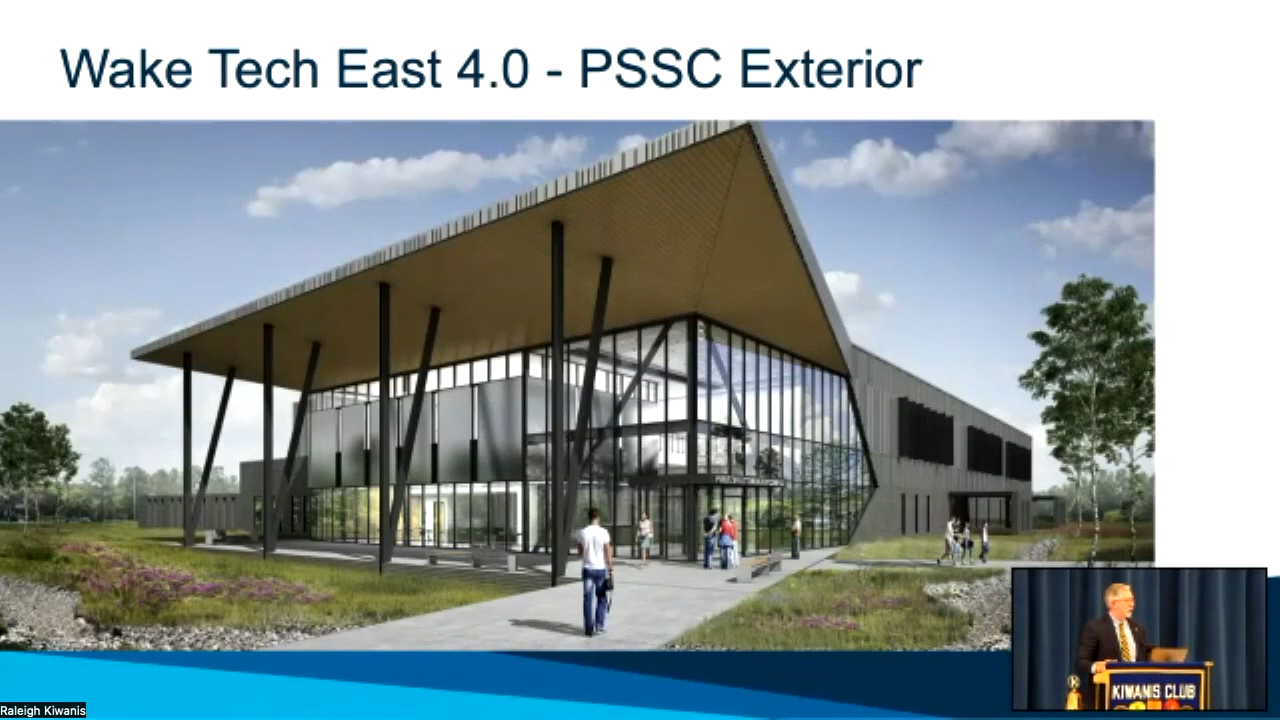 Wake Tech East 4.0 - PSSC Exterior
KIWANIS CLUB
Raleigh Kiwanis